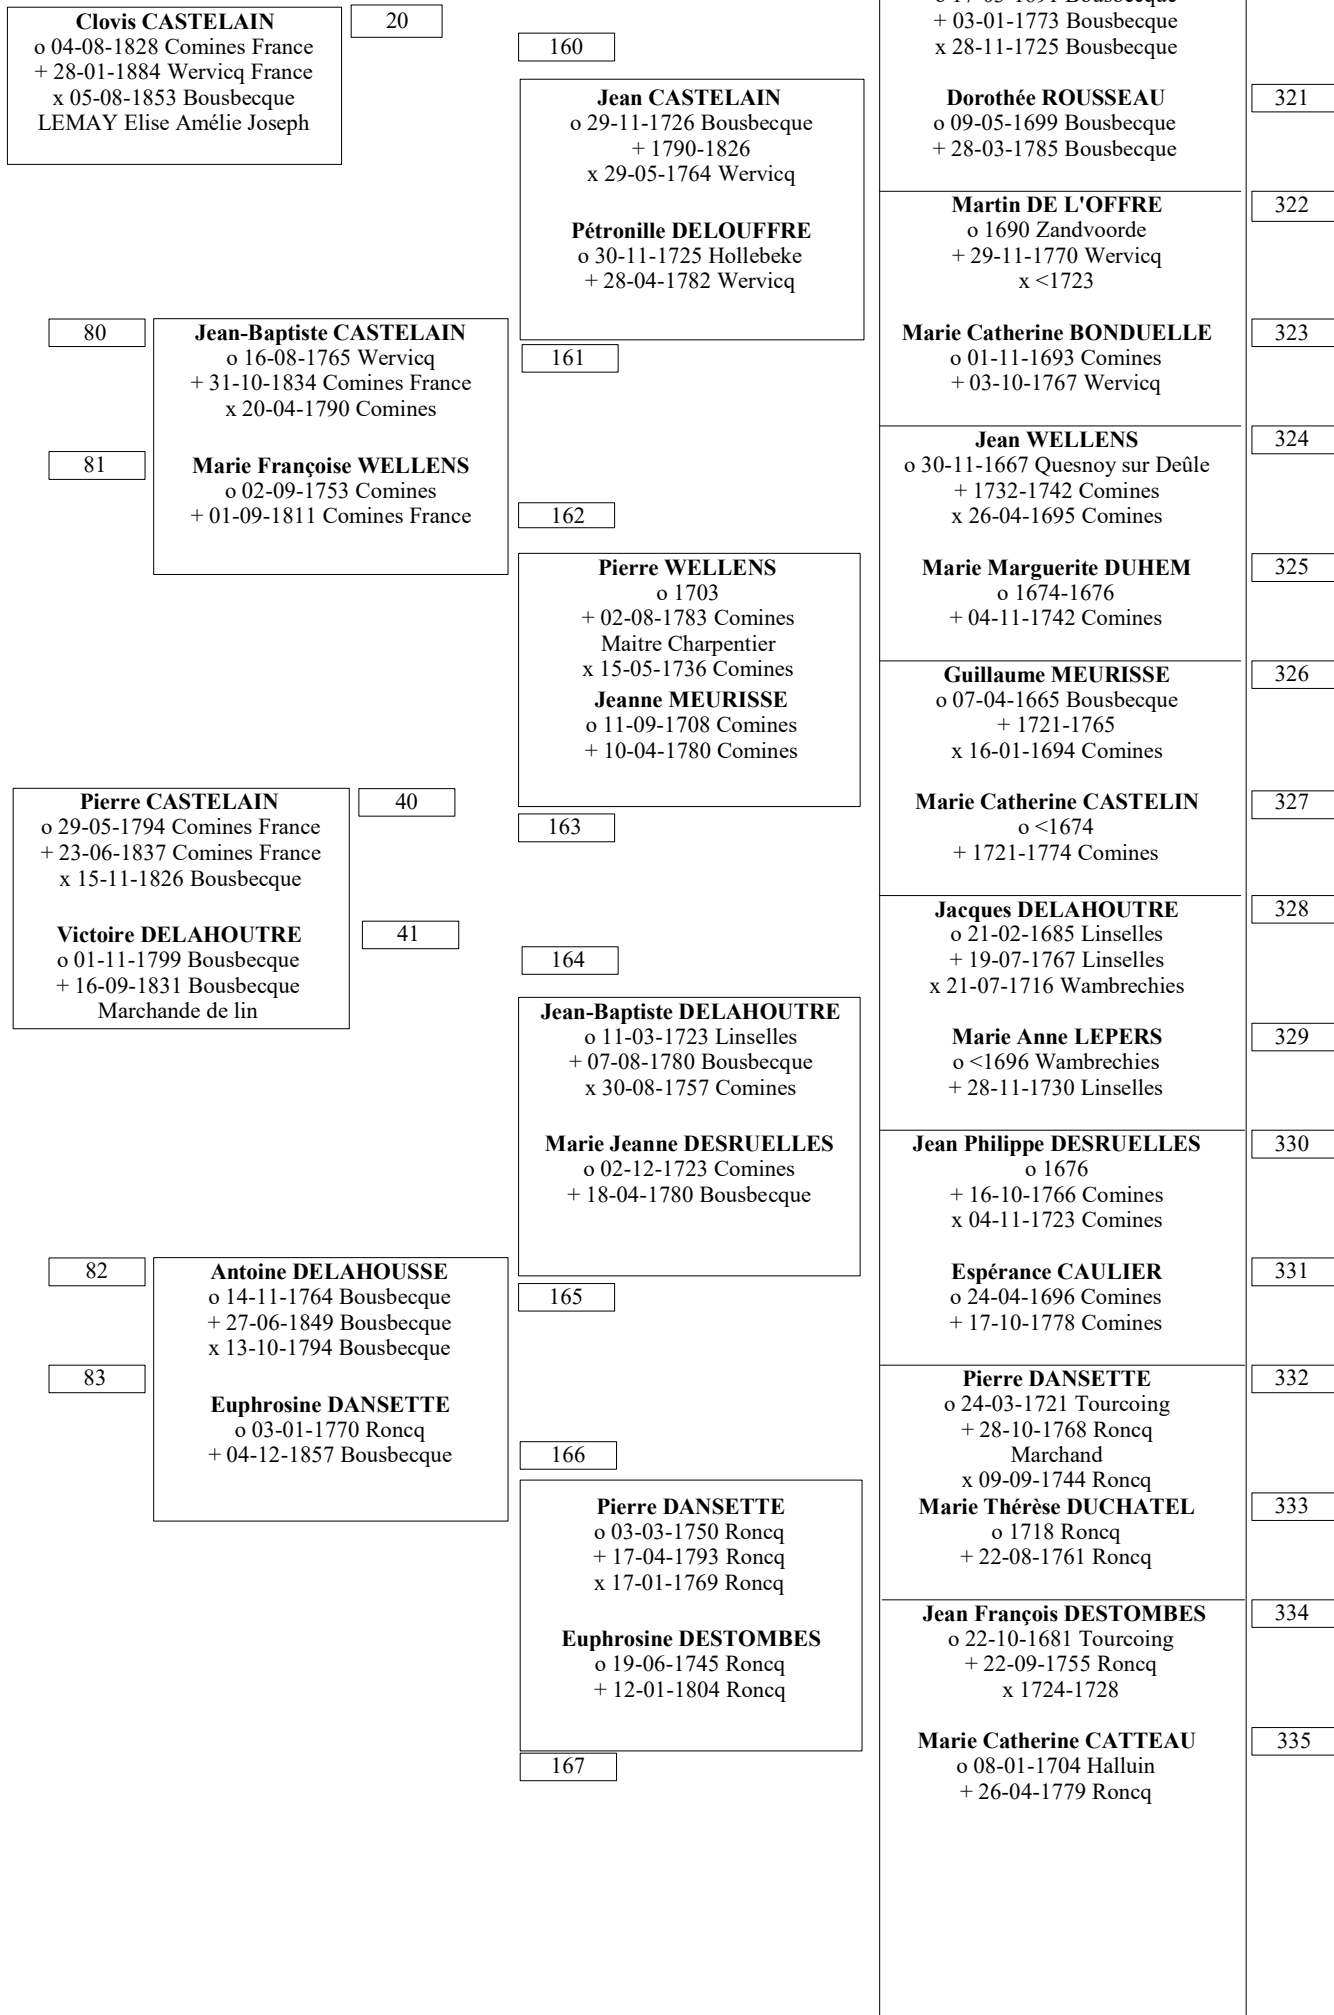 Clovis CASTELAIN
o 04-08-1828 Comines France
+ 28-01-1884 Wervicq France
x 05-08-1853 Bousbecque
LEMAY Elise Amélie Joseph
20
80
Jean-Baptiste CASTELAIN
o 16-08-1765 Wervicq
+ 31-10-1834 Comines France
x 20-04-1790 Comines
81
Marie Françoise WELLENS
o 02-09-1753 Comines
+ 01-09-1811 Comines France
Pierre CASTELAIN
o 29-05-1794 Comines France
+ 23-06-1837 Comines France
x 15-11-1826 Bousbecque
40
Victoire DELAHOUTRE
o 01-11-1799 Bousbecque
+ 16-09-1831 Bousbecque
Marchande de lin
41
82
Antoine DELAHOUSSE
o 14-11-1764 Bousbecque
+ 27-06-1849 Bousbecque
x 13-10-1794 Bousbecque
83
Euphrosine DANSETTE
o 03-01-1770 Roncq
+ 04-12-1857 Bousbecque
160
Jean CASTELAIN
o 29-11-1726 Bousbecque
+ 1790-1826
x 29-05-1764 Wervicq
Pétronille DELOUFFRE
o 30-11-1725 Hollebeke
+ 28-04-1782 Wervicq
161
162
Pierre WELLENS
o 1703
+ 02-08-1783 Comines
Maitre Charpentier
x 15-05-1736 Comines
Jeanne MEURISSE
o 11-09-1708 Comines
+ 10-04-1780 Comines
163
164
Jean-Baptiste DELAHOUTRE
o 11-03-1723 Linselles
+ 07-08-1780 Bousbecque
x 30-08-1757 Comines
Marie Jeanne DESRUELLES
o 02-12-1723 Comines
+ 18-04-1780 Bousbecque
165
166
Pierre DANSETTE
o 03-03-1750 Roncq
+ 17-04-1793 Roncq
x 17-01-1769 Roncq
Euphrosine DESTOMBES
o 19-06-1745 Roncq
+ 12-01-1804 Roncq
167
+ 03-01-1773 Bousbecque
x 28-11-1725 Bousbecque
Dorothée ROUSSEAU
o 09-05-1699 Bousbecque
+ 28-03-1785 Bousbecque
321
Martin DE L'OFFRE
o 1690 Zandvoorde
+ 29-11-1770 Wervicq
x <1723
322
Marie Catherine BONDUELLE
o 01-11-1693 Comines
+ 03-10-1767 Wervicq
323
Jean WELLENS
o 30-11-1667 Quesnoy sur Deûle
+ 1732-1742 Comines
x 26-04-1695 Comines
324
Marie Marguerite DUHEM
o 1674-1676
+ 04-11-1742 Comines
325
Guillaume MEURISSE
o 07-04-1665 Bousbecque
+ 1721-1765
x 16-01-1694 Comines
326
Marie Catherine CASTELIN
o <1674
+ 1721-1774 Comines
327
Jacques DELAHOUTRE
o 21-02-1685 Linselles
+ 19-07-1767 Linselles
x 21-07-1716 Wambrechies
328
Marie Anne LEPERS
o <1696 Wambrechies
+ 28-11-1730 Linselles
329
Jean Philippe DESRUELLES
o 1676
+ 16-10-1766 Comines
x 04-11-1723 Comines
330
Espérance CAULIER
o 24-04-1696 Comines
+ 17-10-1778 Comines
331
Pierre DANSETTE
o 24-03-1721 Tourcoing
+ 28-10-1768 Roncq
Marchand
x 09-09-1744 Roncq
332
Marie Thérèse DUCHATEL
o 1718 Roncq
+ 22-08-1761 Roncq
333
Jean François DESTOMBES
o 22-10-1681 Tourcoing
+ 22-09-1755 Roncq
x 1724-1728
334
Marie Catherine CATTEAU
o 08-01-1704 Halluin
+ 26-04-1779 Roncq
335